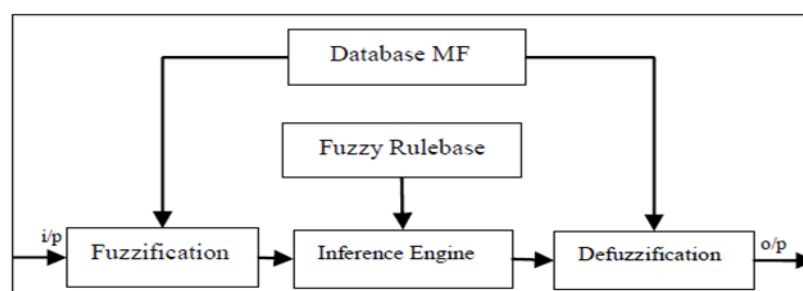 Database MF
Fuzzy Rulebase
i/p
Fuzzification
Inference Engine
Defuzzification
o/p